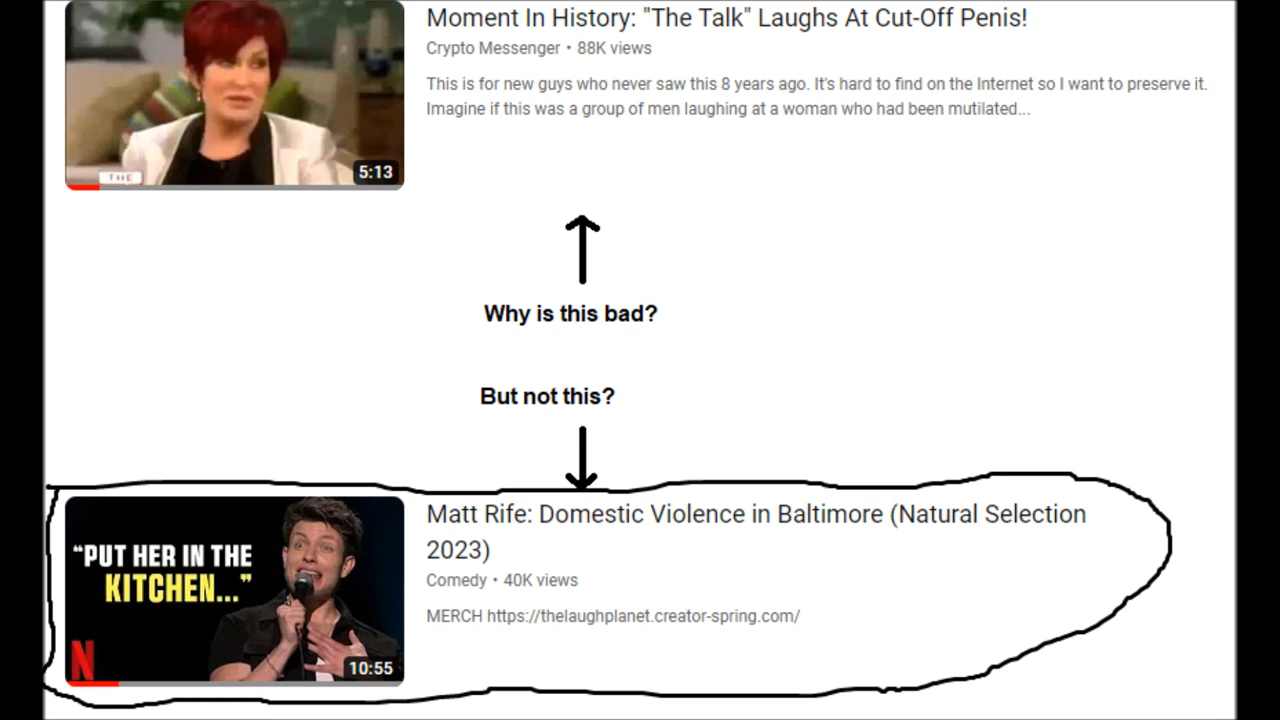 Moment In History: "The Talk" Laughs At Cut-Off Penis!
Crypto Messenger • 88K views
This is for new guys who never saw this 8 years ago. It's hard to find on the Internet so I want to preserve it.
Imagine if this was a group of men laughing at a woman who had been mutilated...
THE
5:13
Why is this bad?
But not this?
"PUT HER IN THE
KITCHEN..."
N
10:55
Matt Rife: Domestic Violence in Baltimore (Natural Selection
2023)
Comedy • 40K views
MERCH https://thelaughplanet.creator-spring.com/